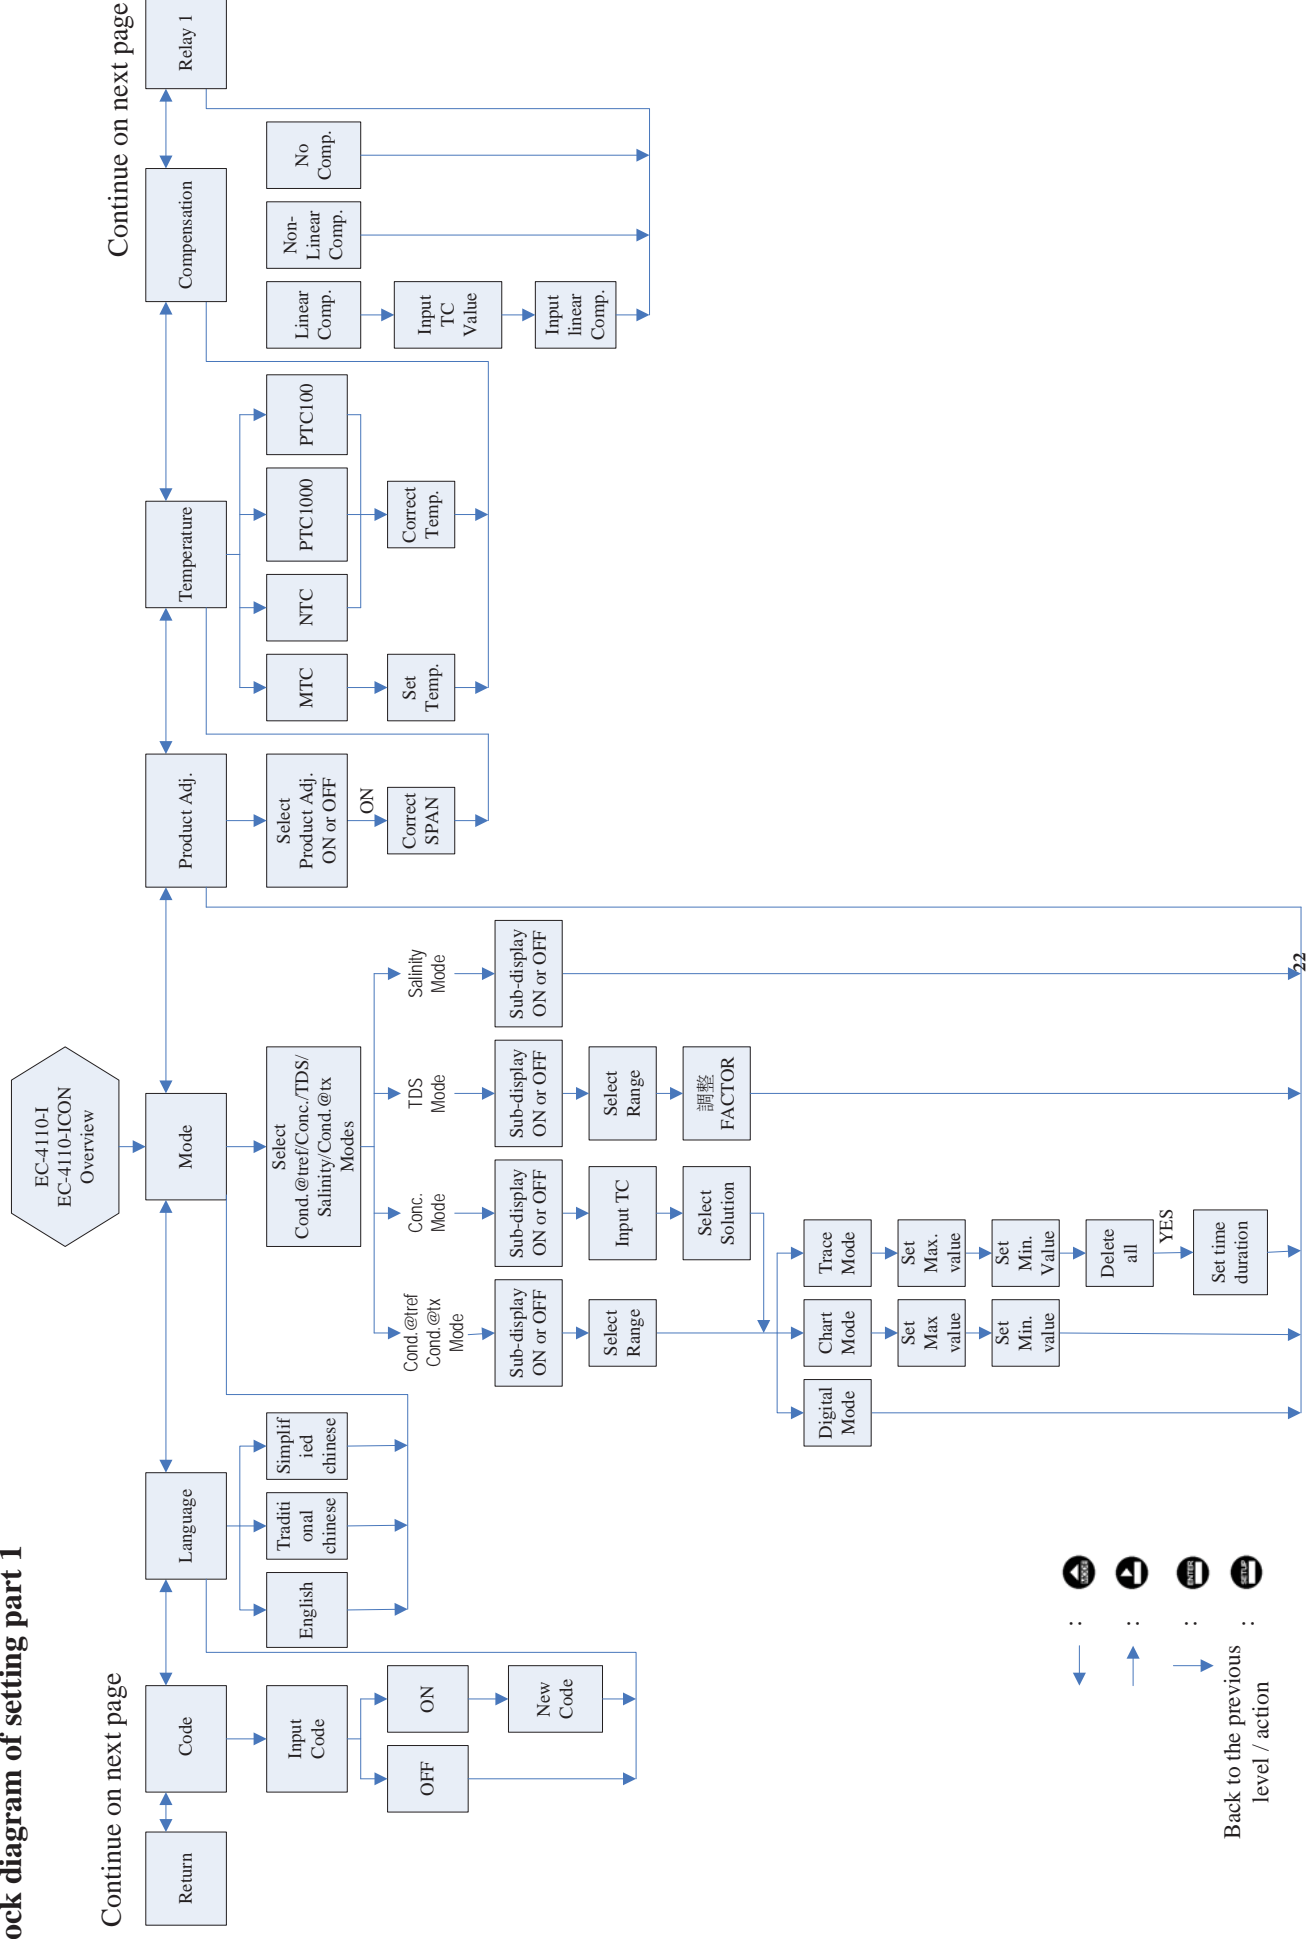 ock diagram of setting part 1
Continue on next page
Continue on next page
EC-4110-I
EC-4110-ICON
Overview
Return
Code
Language
Mode
Product Adj.
Temperature
Compensation
Relay 1
Input
Code
OFF
ON
New
Code
English
Traditi
onal
chinese
Simplif
ied
chinese
Select
Cond.@tref/Conc./TDS/
Salinity/Cond.@tx
Modes
Cond.@tref
Cond.@tx
Mode
Conc.
Mode
TDS
Mode
Salinity
Mode
Sub-display
ON or OFF
Sub-display
ON or OFF
Sub-display
ON or OFF
Sub-display
ON or OFF
Select
Range
Input TC
Select
Range
Select
Solution
調整
FACTOR
Digital
Mode
Chart
Mode
Trace
Mode
Set
Max
value
Set
Max.
value
Set
Min.
value
Set
Min.
Value
Delete
all
YES
Set time
duration
Select
Product Adj.
ON or OFF
ON
Correct
SPAN
MTC
NTC
PTC1000
PTC100
Set
Temp.
Correct
Temp.
Linear
Comp.
Non-
Linear
Comp.
No
Comp.
Input
TC
Value
Input
linear
Comp.
: MODE
:
: ENTER
Back to the previous
level / action
: SETUP
22